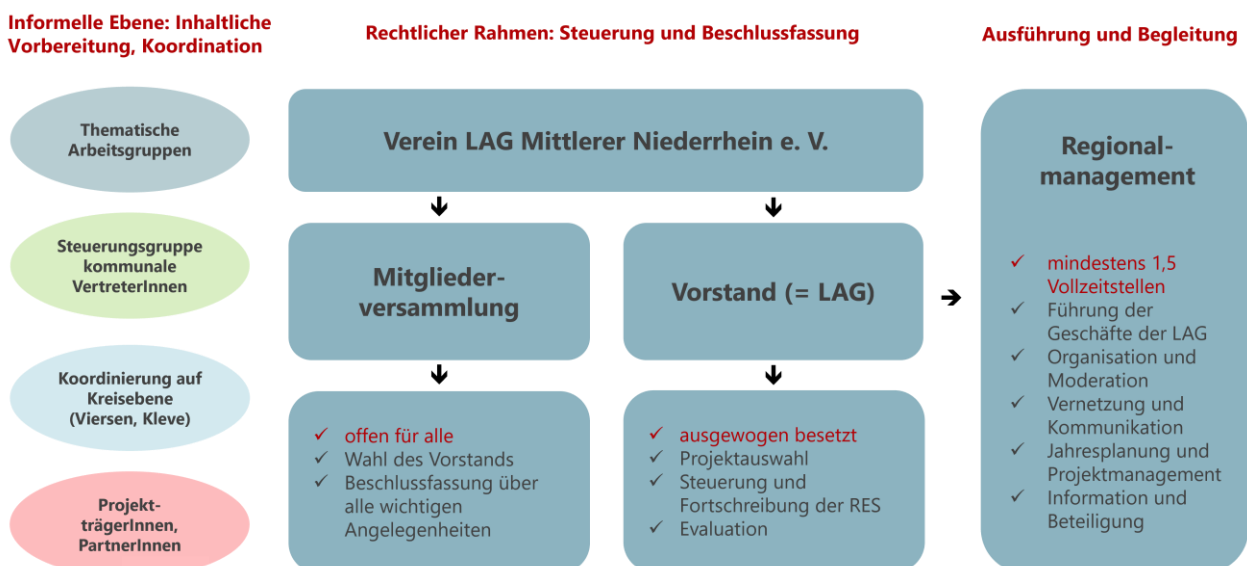 Informelle Ebene: Inhaltliche
Vorbereitung, Koordination
Thematische
Arbeitsgruppen
Steuerungsgruppe
kommunale
VertreterInnen
Koordinierung auf
Kreisebene
(Viersen, Kleve)
Projekt-
trägerInnen,
PartnerInnen
Rechtlicher Rahmen: Steuerung und Beschlussfassung
Verein LAG Mittlerer Niederrhein e. V.
Mitglieder-
versammlung
✓ offen für alle
✓ Wahl des Vorstands
✓ Beschlussfassung über
alle wichtigen
Angelegenheiten
Vorstand (= LAG)
✓ ausgewogen besetzt
✓ Projektauswahl
✓ Steuerung und
Fortschreibung der RES
✓ Evaluation
Ausführung und Begleitung
Regional-
management
✓ mindestens 1,5
Vollzeitstellen
✓ Führung der
Geschäfte der LAG
✓ Organisation und
Moderation
✓ Vernetzung und
Kommunikation
✓ Jahresplanung und
Projektmanagement
✓ Information und
Beteiligung